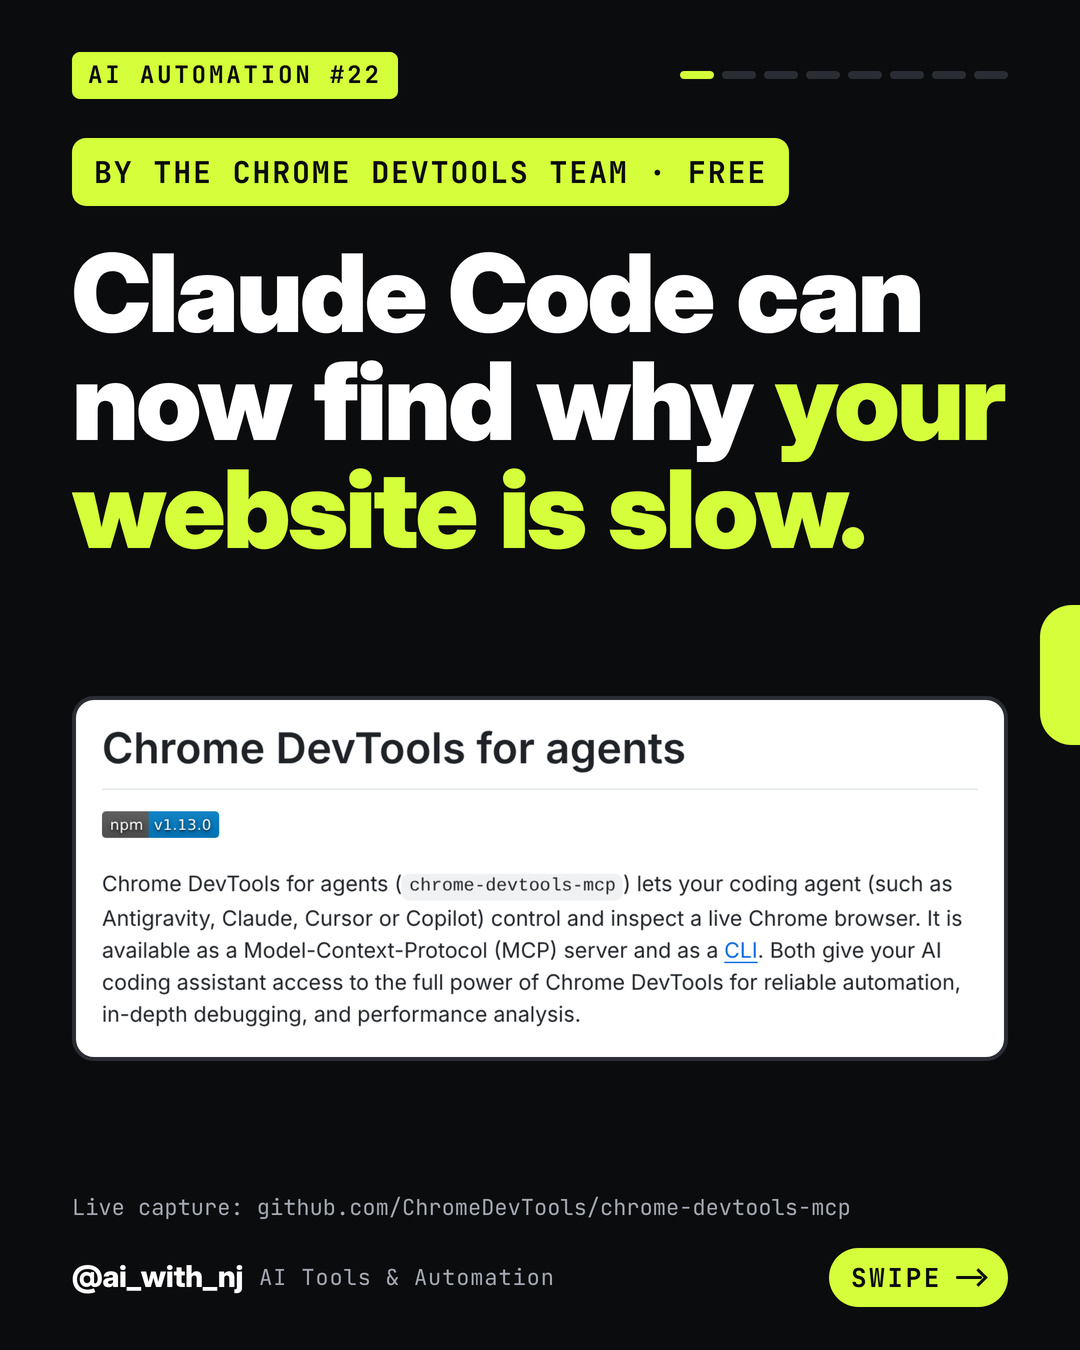 AI AUTOMATION #22
BY THE CHROME DEVTOOLS TEAM · FREE
Claude Code can
now find why your
website is slow.
Chrome DevTools for agents
npm v1.13.0
Chrome DevTools for agents (chrome-devtools-mcp) lets your coding agent (such as
Antigravity, Claude, Cursor or Copilot) control and inspect a live Chrome browser. It is
available as a Model-Context-Protocol (MCP) server and as a CLI. Both give your AI
coding assistant access to the full power of Chrome DevTools for reliable automation,
in-depth debugging, and performance analysis.
Live capture: github.com/ChromeDevTools/chrome-devtools-mcp
@ai_with_nj AI Tools & Automation
SWIPE →